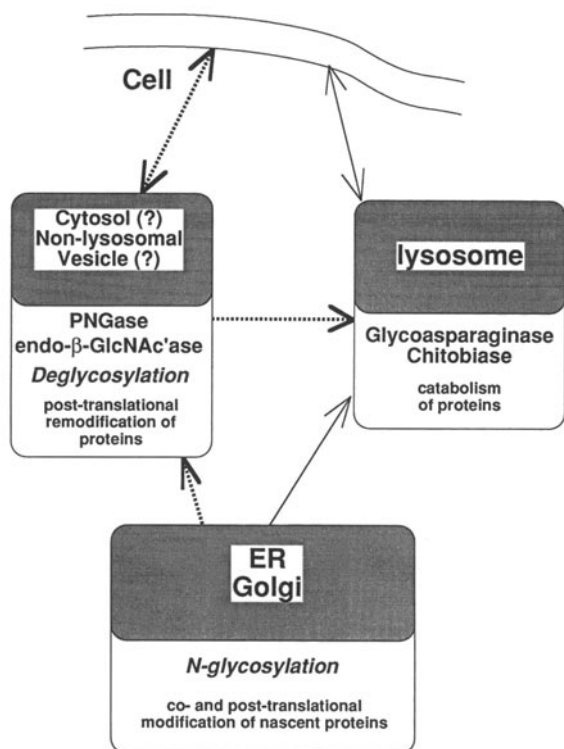 Cell
Cytosol (?)
Non-lysosomal
Vesicle (?)
PNGase
endo-β-GlcNAc'ase
Deglycosylation
post-translational
remodification of
proteins
lysosome
Glycoasparaginase
Chitobiase
catabolism
of proteins
ER
Golgi
N-glycosylation
co- and post-translational
modification of nascent proteins